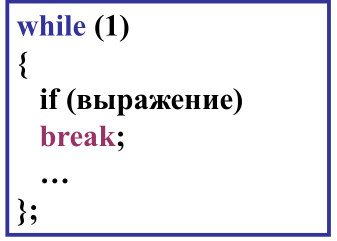 while (1)
{
if (выражение)
break;
…
};